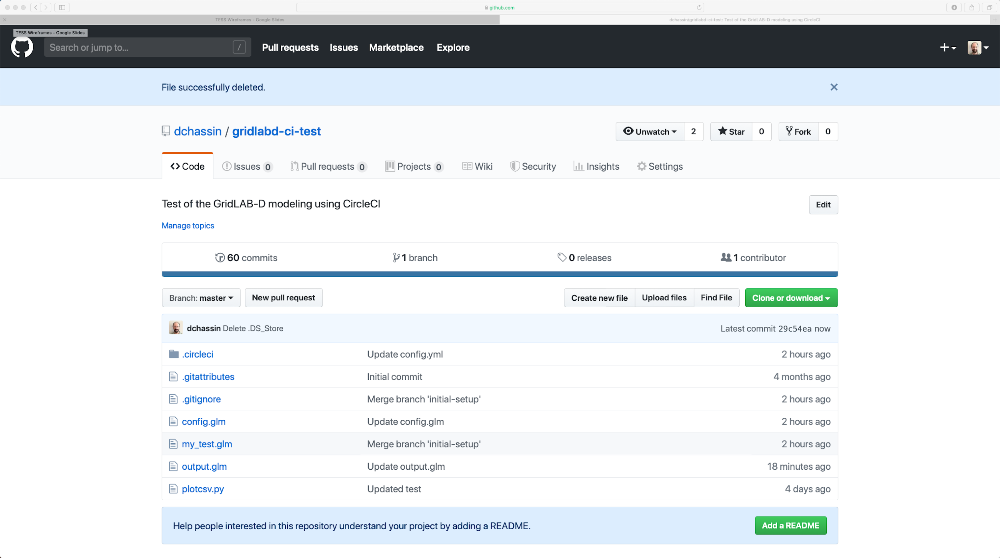 github.com
TESS Wireframes - Google Slides
dchassin/gridlabd-ci-test: Test of the GridLAB-D modeling using CircleCI
TESS Wireframes - Google Slides
Search or jump to... / Pull requests Issues Marketplace Explore
File successfully deleted.
dchassin / gridlabd-ci-test Unwatch 2 Star 0 Fork 0
Code Issues 0 Pull requests 0 Projects 0 Wiki Security Insights Settings
Test of the GridLAB-D modeling using CircleCI Edit
Manage topics
60 commits 1 branch 0 releases 1 contributor
Branch: master New pull request Create new file Upload files Find File Clone or download
dchassin Delete .DS_Store Latest commit 29c54ea now
.circleci Update config.yml 2 hours ago
.gitattributes Initial commit 4 months ago
.gitignore Merge branch 'initial-setup' 2 hours ago
config.glm Update config.glm 2 hours ago
my_test.glm Merge branch 'initial-setup' 2 hours ago
output.glm Update output.glm 18 minutes ago
plotcsv.py Updated test 4 days ago
Help people interested in this repository understand your project by adding a README. Add a README